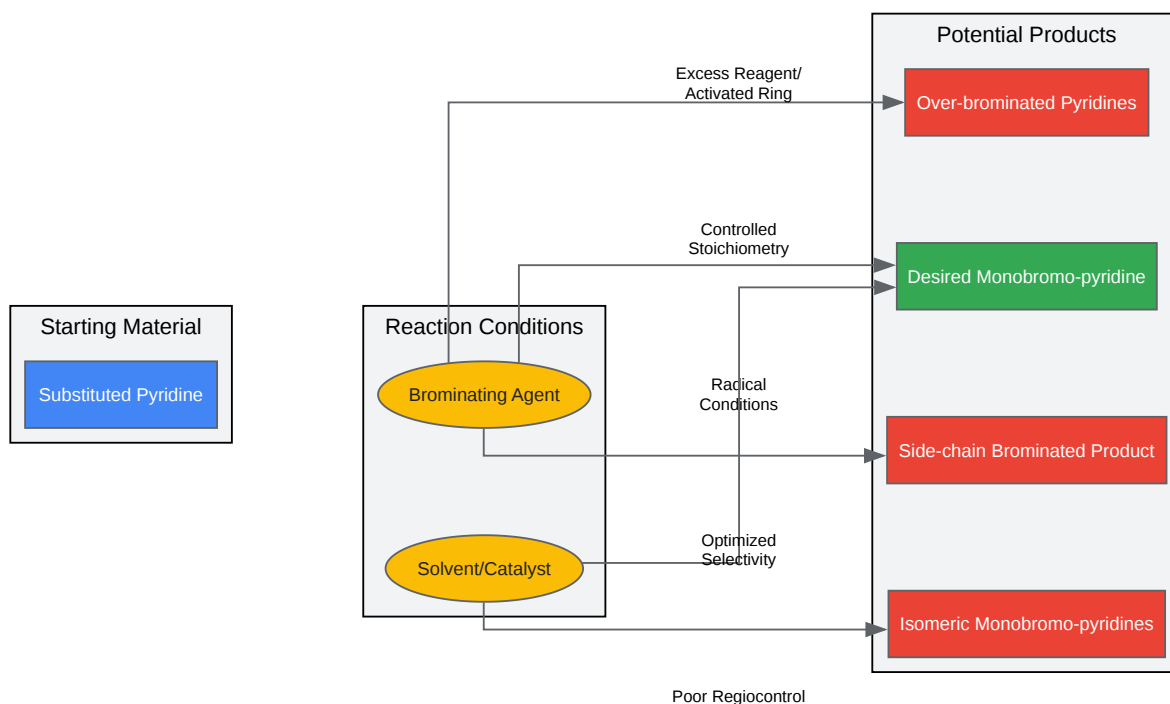 Potential Products
Excess Reagent/
Activated Ring
Over-brominated Pyridines
Controlled
Stoichiometry
Desired Monobromo-pyridine
Starting Material
Substituted Pyridine
Reaction Conditions
Brominating Agent
Radical
Conditions
Side-chain Brominated Product
Optimized
Selectivity
Solvent/Catalyst
Isomeric Monobromo-pyridines
Poor Regiocontrol